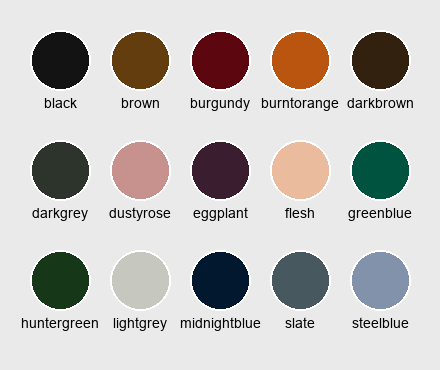 black brown burgundy burntorange darkbrown
darkgrey dustyrose eggplant flesh greenblue
huntergreen lightgrey midnightblue slate steelblue